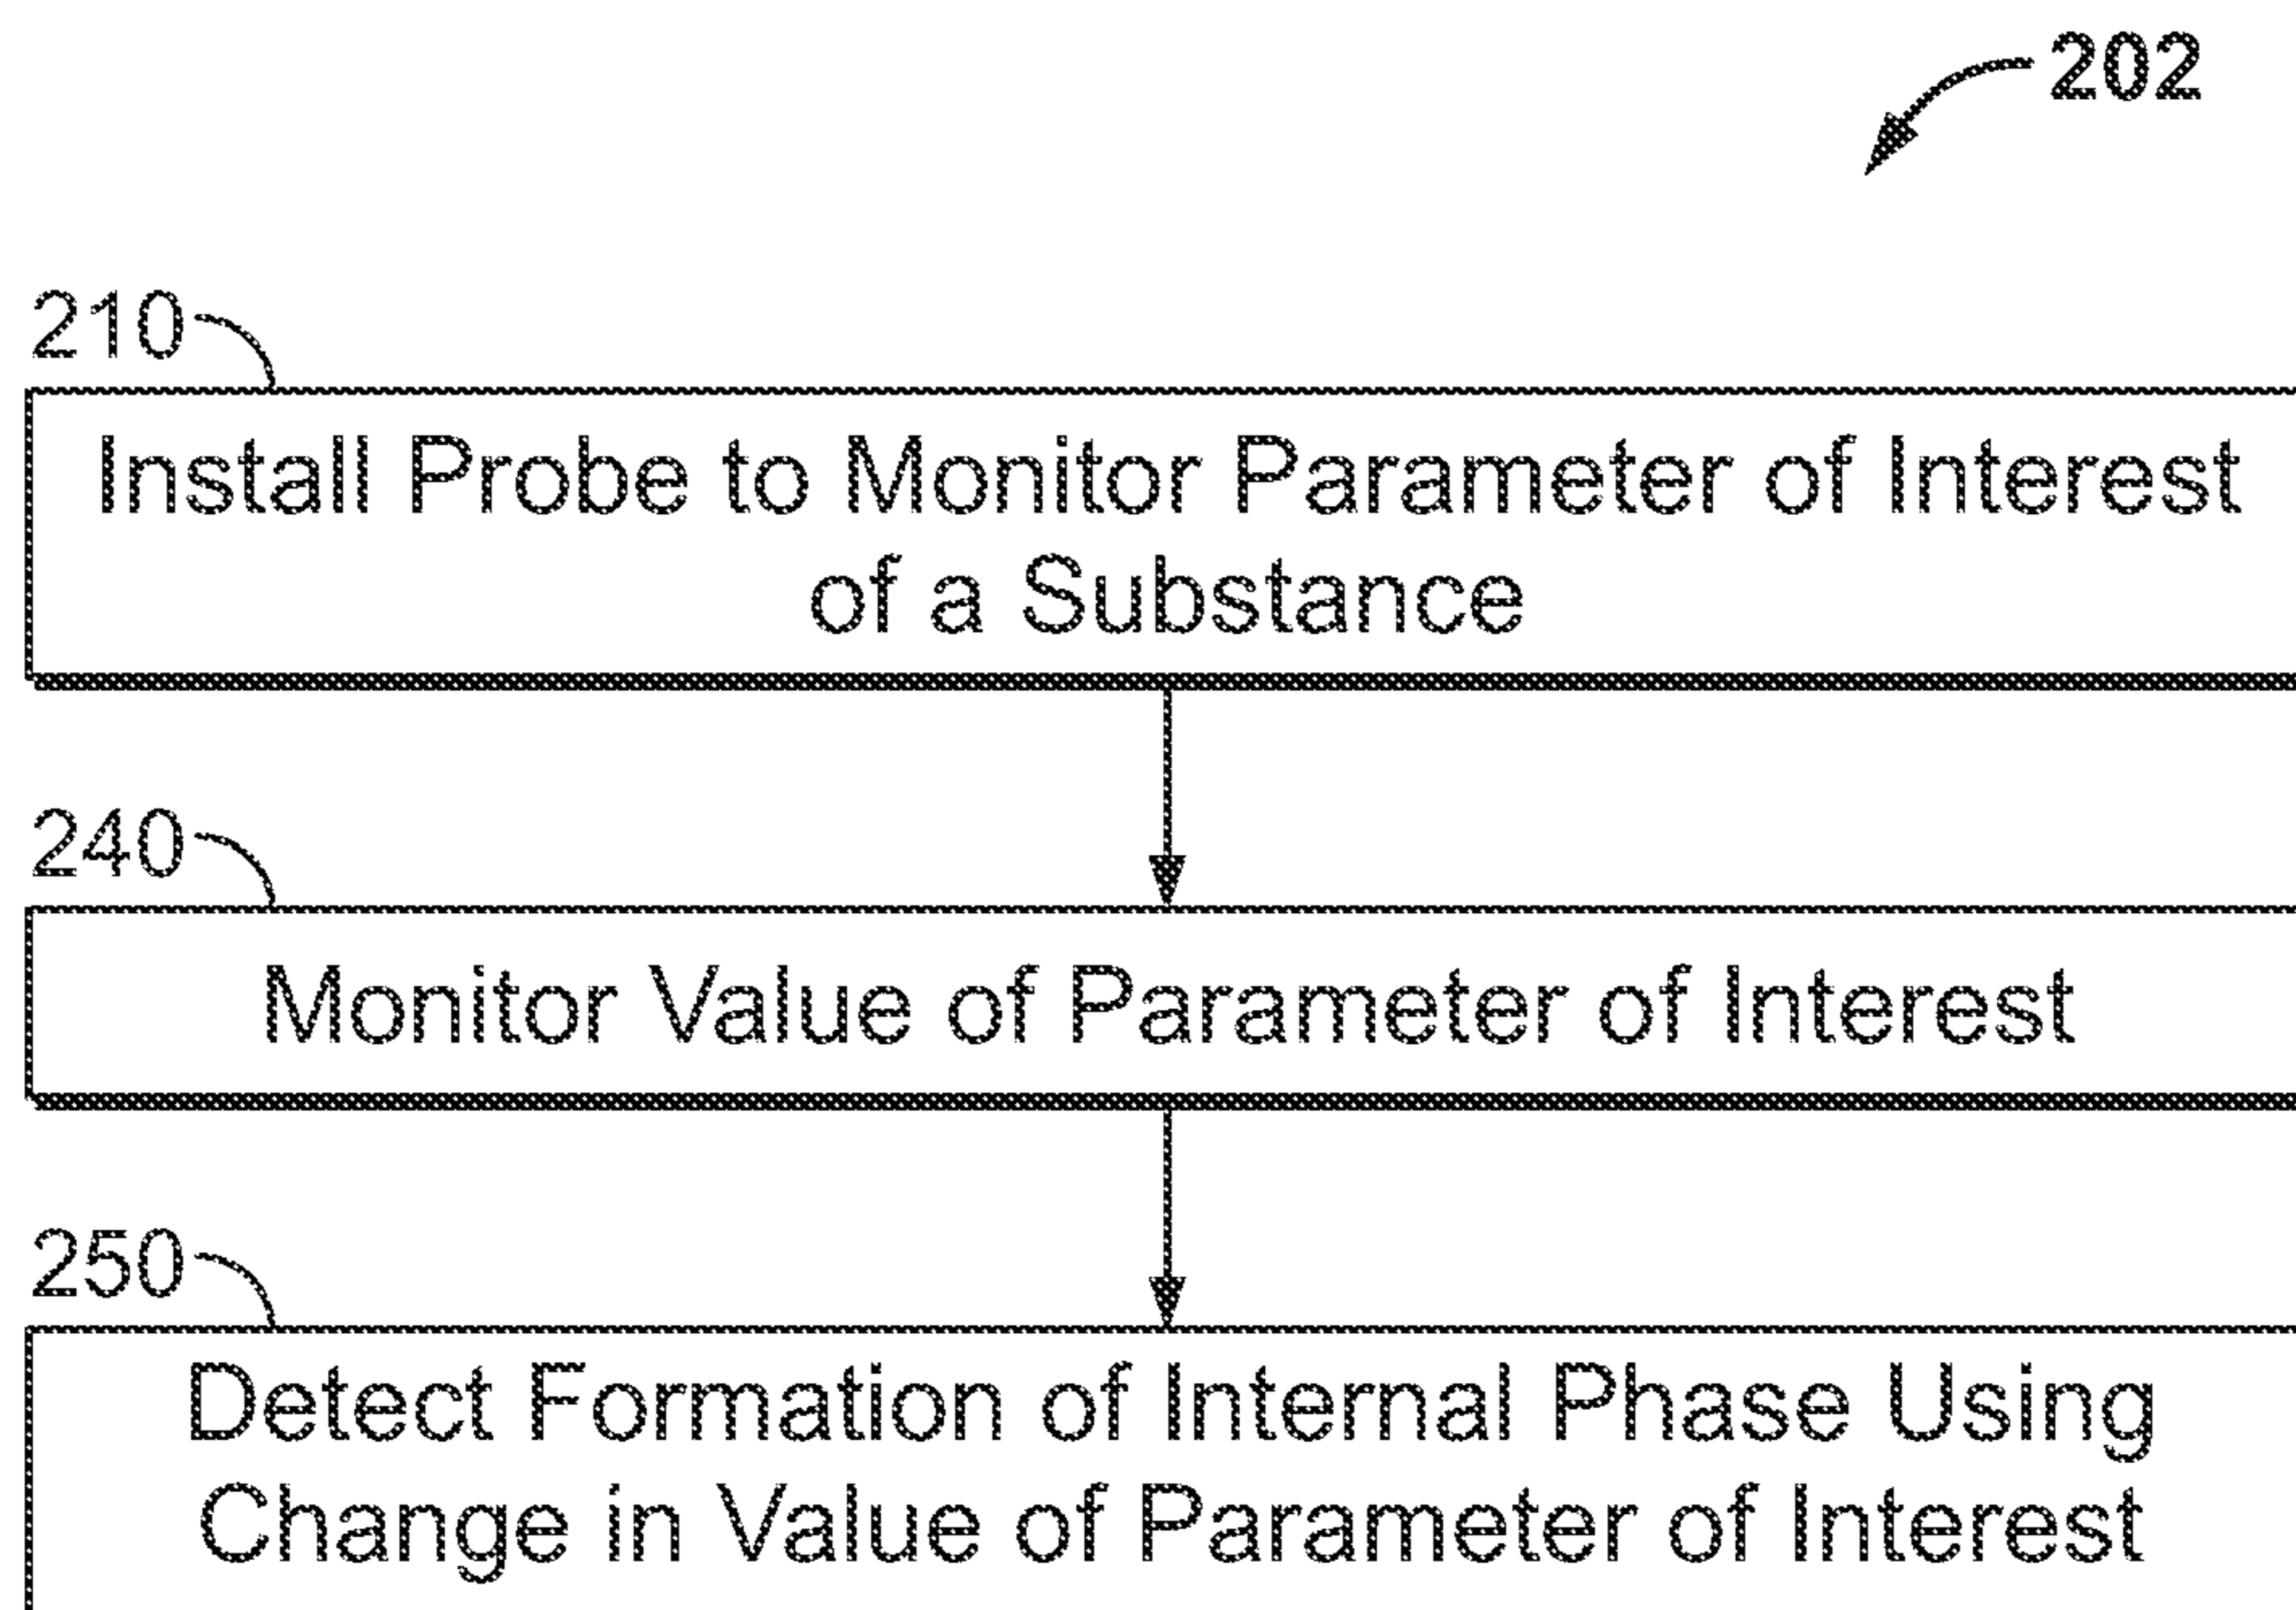 202
210
Install Probe to Monitor Parameter of Interest
of a Substance
240
Monitor Value of Parameter of Interest
250
Detect Formation of Internal Phase Using
Change in Value of Parameter of Interest